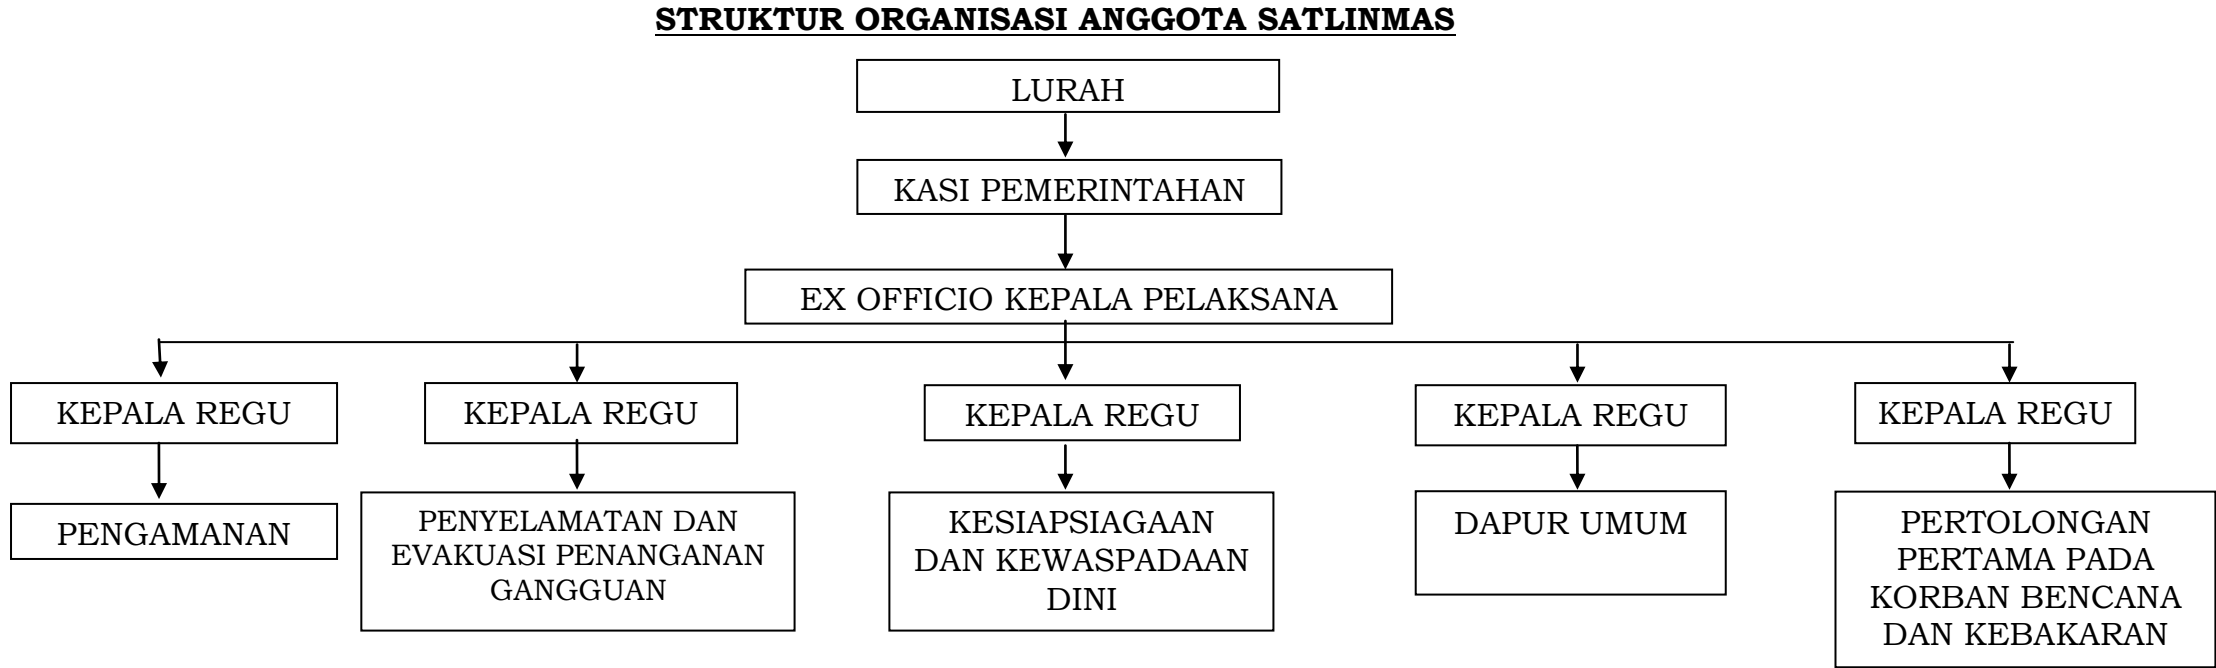 STRUKTUR ORGANISASI ANGGOTA SATLINMAS
LURAH
KASI PEMERINTAHAN
EX OFFICIO KEPALA PELAKSANA
KEPALA REGU
KEPALA REGU
KEPALA REGU
KEPALA REGU
KEPALA REGU
PENGAMANAN
PENYELAMATAN DAN
EVAKUASI PENANGANAN
GANGGUAN
KESIAPSIAGAAN
DAN KEWASPADAAN
DINI
DAPUR UMUM
PERTOLONGAN
PERTAMA PADA
KORBAN BENCANA
DAN KEBAKARAN